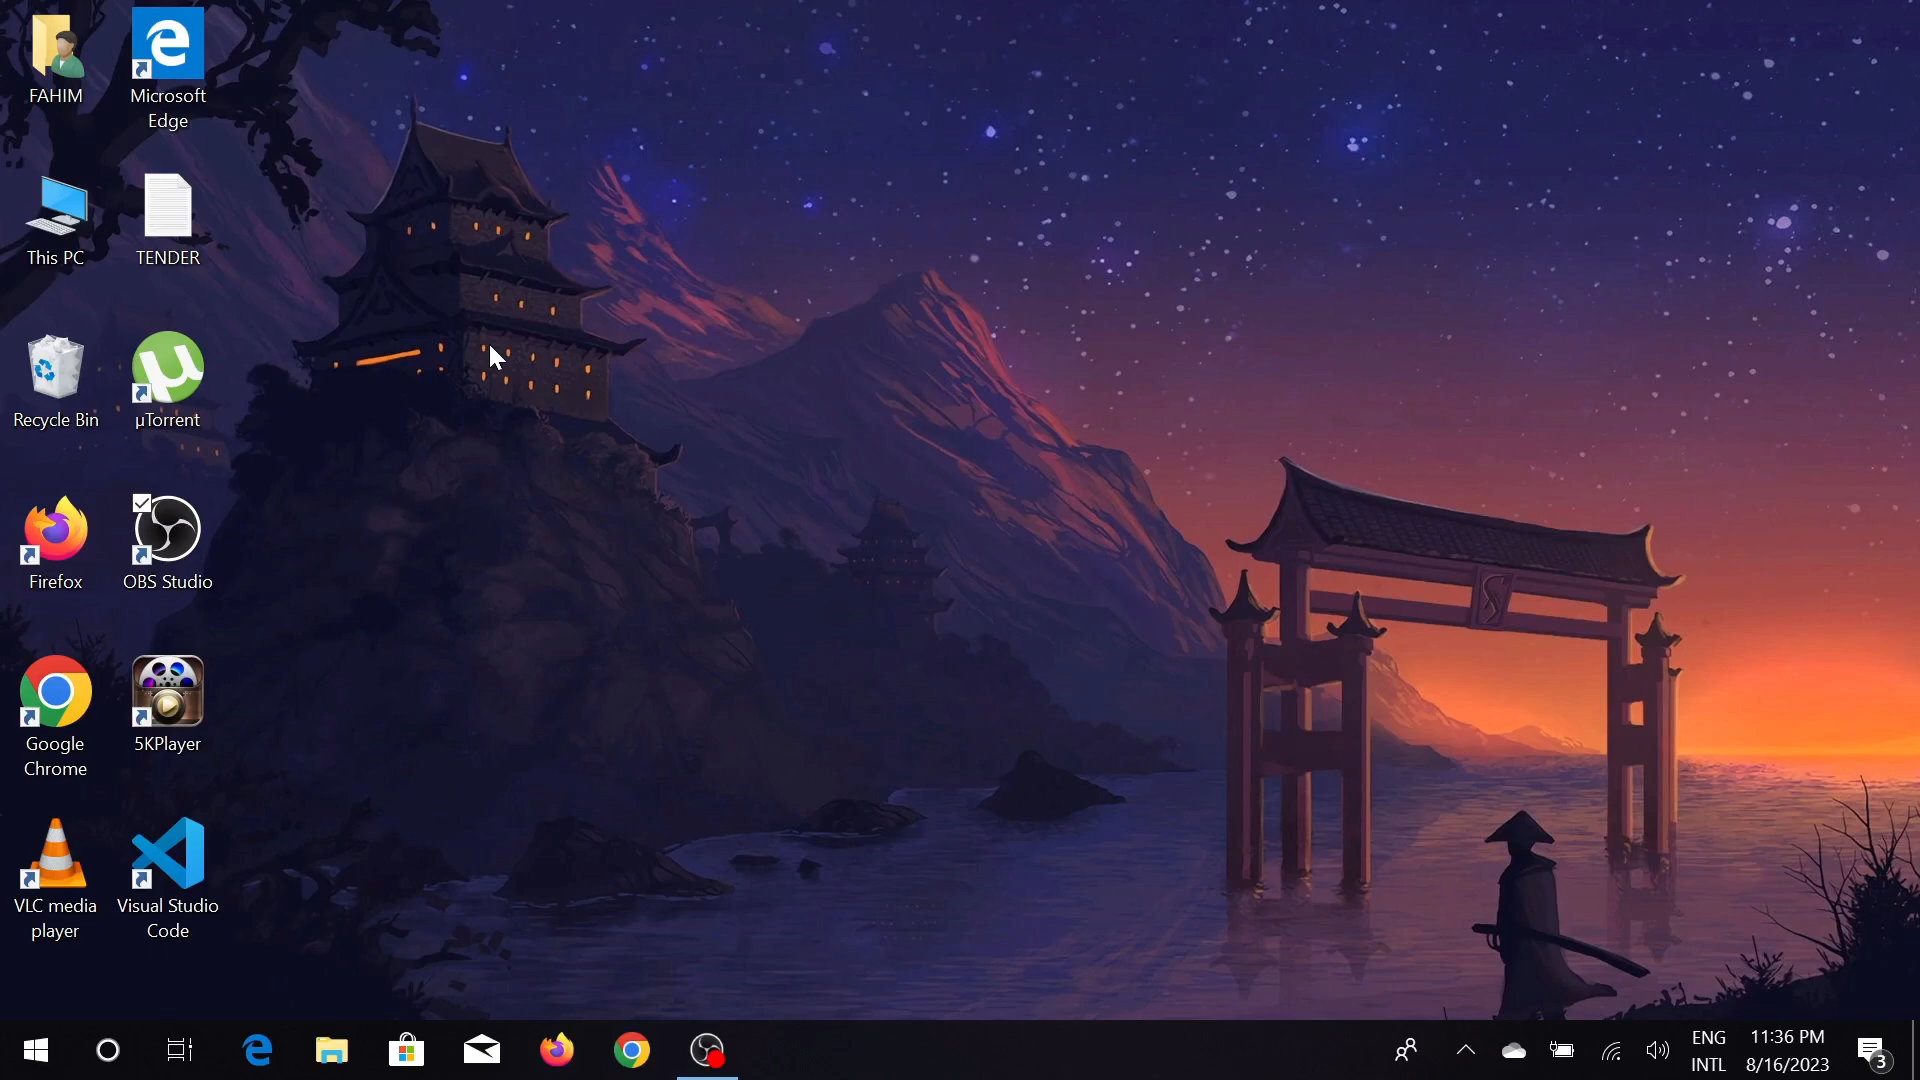 FAHIM
Microsoft
Edge
This PC
TENDER
Recycle Bin
µTorrent
Firefox
OBS Studio
Google
Chrome
5KPlayer
VLC media
player
Visual Studio
Code
ENG
INTL
11:36 PM
8/16/2023
3